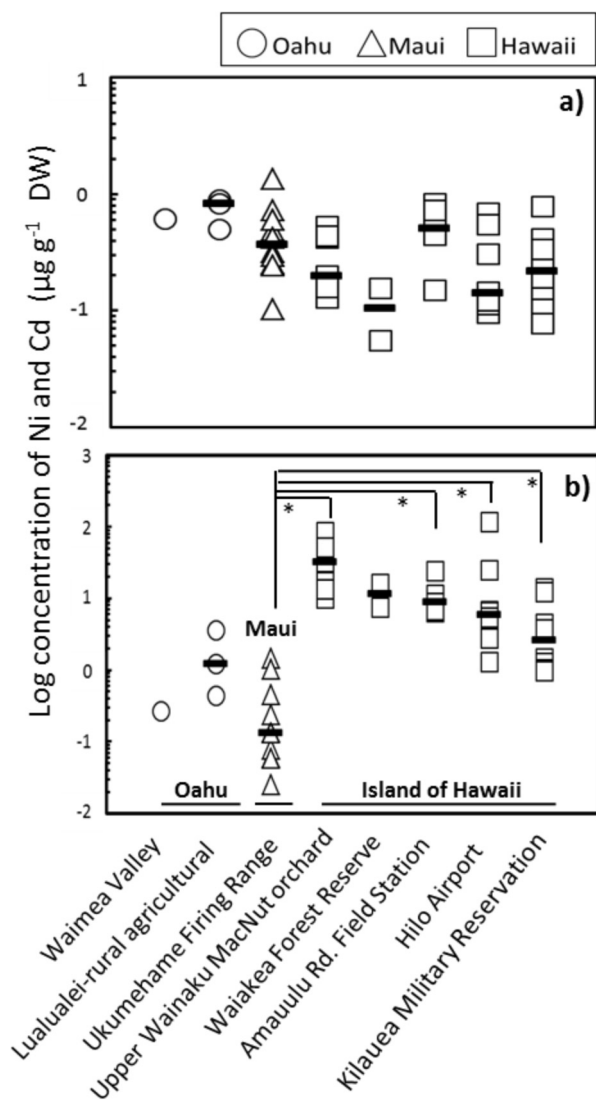 Oahu Maui Hawaii
a)
1
0
-1
-2
Log concentration of Ni and Cd (µg g⁻¹ DW)
b)
3
2
1
0
-1
-2
* * * *
Maui
Oahu
Island of Hawaii
Waimea Valley
Lualualei-rural agricultural
Ukumehame Firing Range
Upper Wainaku MacNut orchard
Waiakea Forest Reserve
Amauulu Rd. Field Station
Hilo Airport
Kilauea Military Reservation